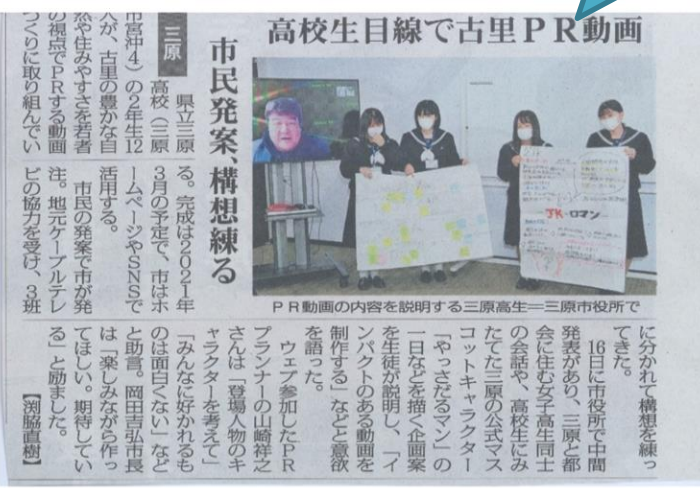 高校生目線で古里PR動画
市民発案、構想練る
三原
PR動画の内容を説明する三原高生＝三原市役所で
JK-ロマン
県立三原
高校（三原
市宮沖4）の2年生12
人が、古里の豊かな自
然や住みやすさを若者
の視点でPRする動画
づくりに取り組んでい
る。完成は2021年
3月の予定で、市はホ
ームページやSNSで
活用する。
市民の発案で市が発
注。地元ケーブルテレ
ビの協力を受け、3班
に分かれて構想を練っ
てきた。
16日に市役所で中間
発表があり、三原と都
会に住む女子高生同士
の会話や、高校生にみ
たてた三原の公式マス
コットキャラクター
「やっさだるマン」の
一日などを描く企画案
を生徒が説明し、「イ
ンパクトのある動画を
制作する」などと意欲
を語った。
ウェブ参加したPR
プランナーの山崎祥之
さんは「登場人物のキ
ャラクターを考えて」
「みんなに好かれるも
のは面白くない」など
と助言。岡田吉弘市長
は「楽しみながら作っ
てほしい。期待してい
る」と励ました。
【渕脇直樹】